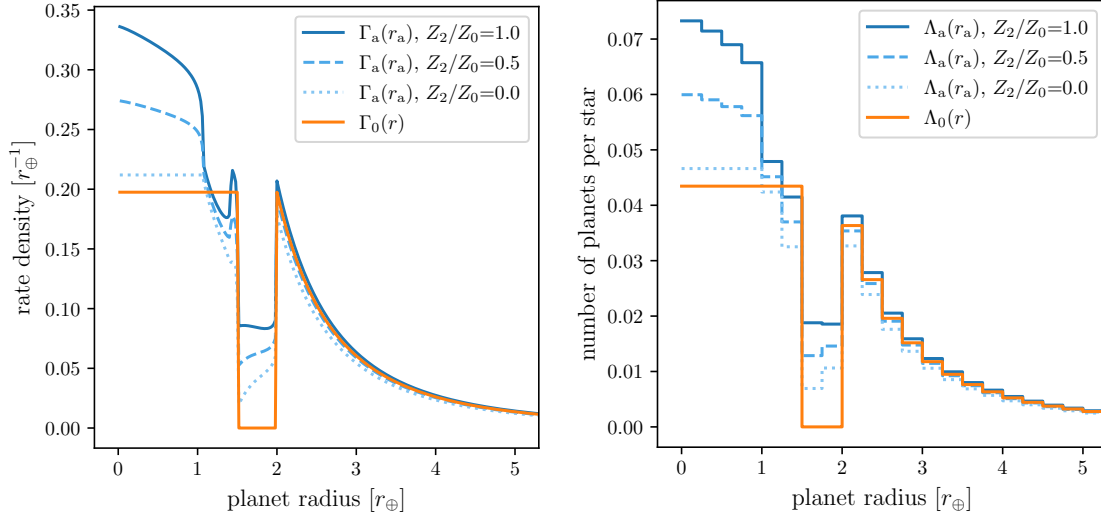 0.35
0.30
0.25
0.20
0.15
0.10
0.05
0.00
rate density [r⊕⁻¹]
0 1 2 3 4 5
planet radius [r⊕]
Γₐ(rₐ), Z₂/Z₀=1.0
Γₐ(rₐ), Z₂/Z₀=0.5
Γₐ(rₐ), Z₂/Z₀=0.0
Γ₀(r)
0.07
0.06
0.05
0.04
0.03
0.02
0.01
0.00
number of planets per star
0 1 2 3 4 5
planet radius [r⊕]
Λₐ(rₐ), Z₂/Z₀=1.0
Λₐ(rₐ), Z₂/Z₀=0.5
Λₐ(rₐ), Z₂/Z₀=0.0
Λ₀(r)